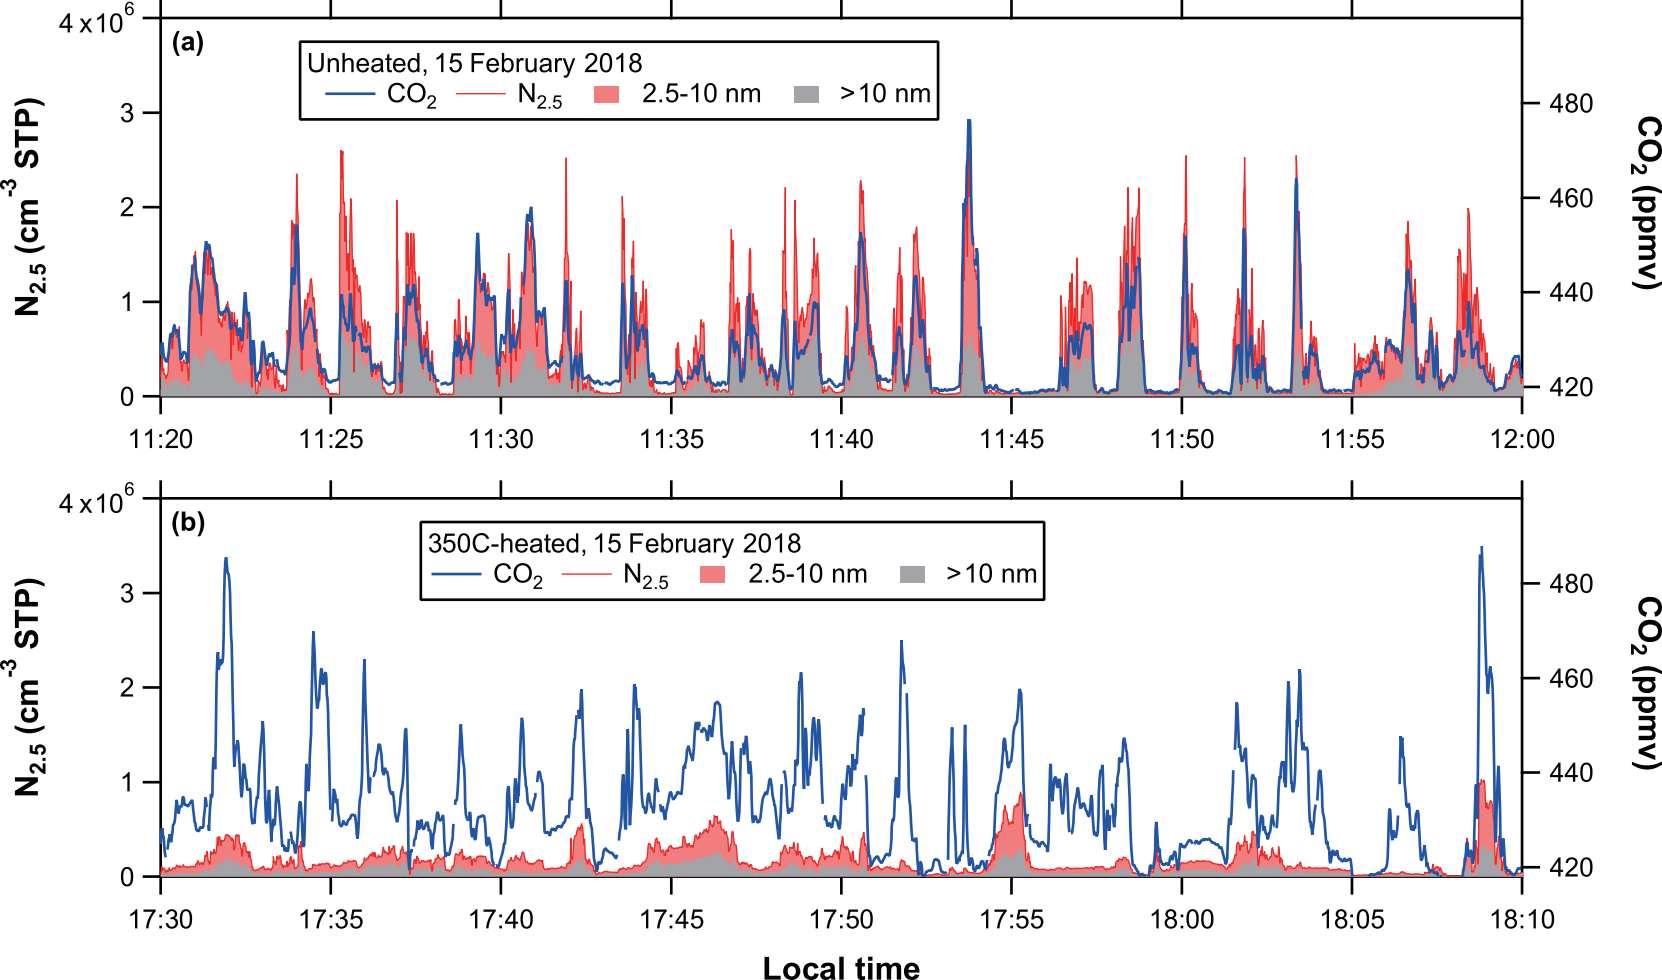 4 x10⁶
(a)
Unheated, 15 February 2018
CO₂ N₂.₅ 2.5-10 nm >10 nm
3
2
1
0
N₂.₅ (cm⁻³ STP)
480
460
440
420
CO₂ (ppmv)
11:20 11:25 11:30 11:35 11:40 11:45 11:50 11:55 12:00
4 x10⁶
(b)
350C-heated, 15 February 2018
CO₂ N₂.₅ 2.5-10 nm >10 nm
3
2
1
0
N₂.₅ (cm⁻³ STP)
480
460
440
420
CO₂ (ppmv)
17:30 17:35 17:40 17:45 17:50 17:55 18:00 18:05 18:10
Local time